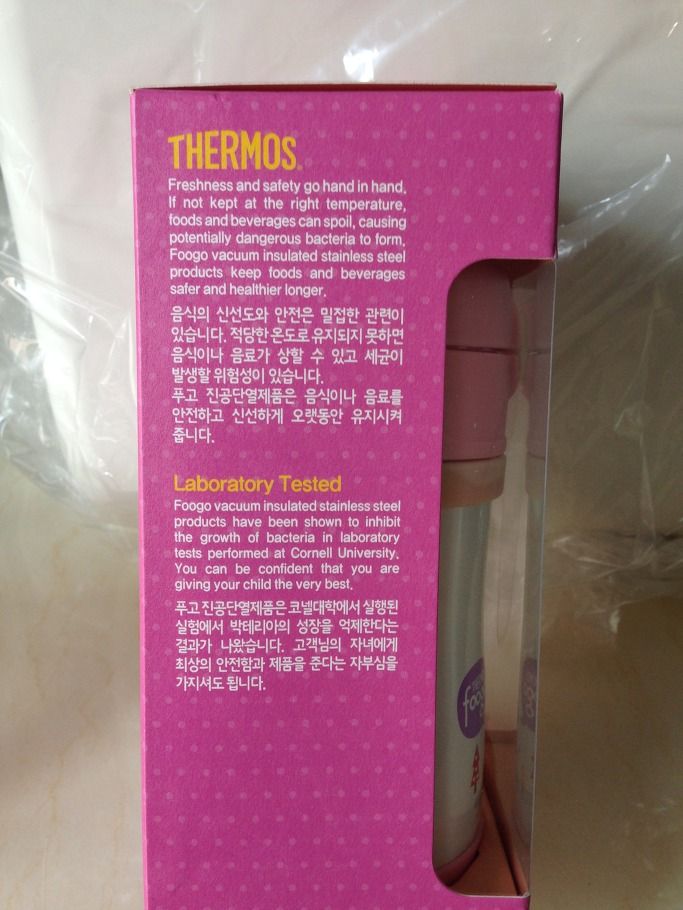 THERMOS
Freshness and safety go hand in hand.
If not kept at the right temperature,
foods and beverages can spoil, causing
potentially dangerous bacteria to form.
Foogo vacuum insulated stainless steel
products keep foods and beverages
safer and healthier longer.
음식의 신선도와 안전은 밀접한 관련이
있습니다. 적당한 온도로 유지되지 못하면
음식이나 음료가 상할 수 있고 세균이
발생할 위험성이 있습니다.
푸고 진공단열제품은 음식이나 음료를
안전하고 신선하게 오랫동안 유지시켜
줍니다.
Laboratory Tested
Foogo vacuum insulated stainless steel
products have been shown to inhibit
the growth of bacteria in laboratory
tests performed at Cornell University.
You can be confident that you are
giving your child the very best.
푸고 진공단열제품은 코넬대학에서 실행된
실험에서 박테리아의 성장을 억제한다는
결과가 나왔습니다. 고객님의 자녀에게
최상의 안전함과 제품을 준다는 자부심을
가지셔도 됩니다.